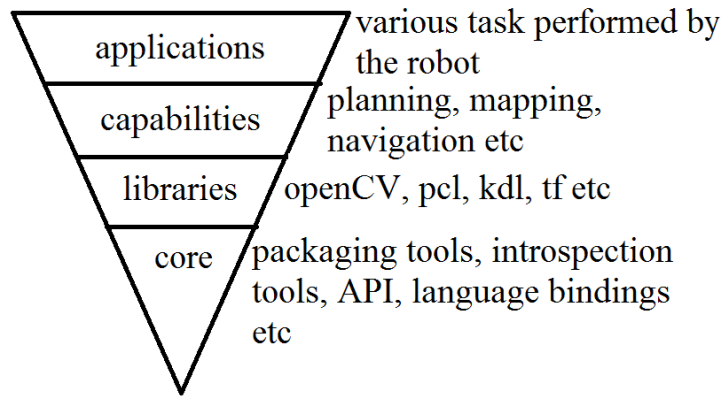 applications
various task performed by
the robot
capabilities
planning, mapping,
navigation etc
libraries
openCV, pcl, kdl, tf etc
core
packaging tools, introspection
tools, API, language bindings
etc